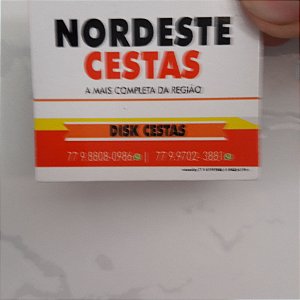 NORDESTE
CESTAS
A MAIS COMPLETA DA REGIÃO!
DISK CESTAS
77 9.8808-0986 | 77 9.9702- 3881